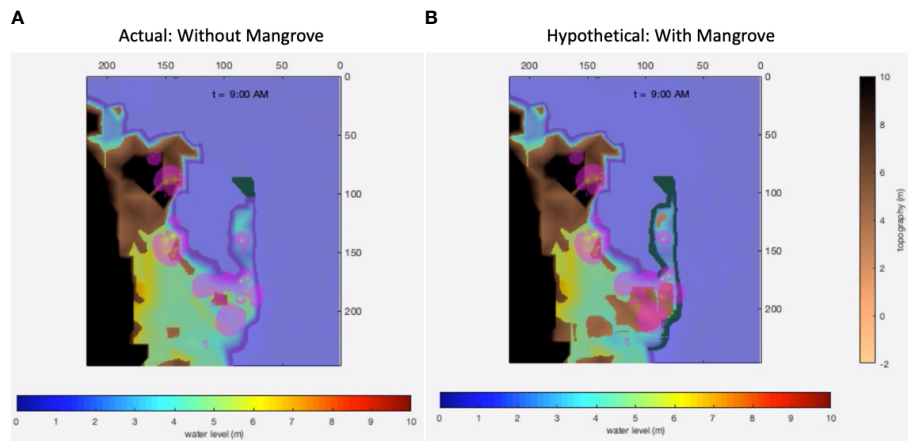 A
B
Actual: Without Mangrove
Hypothetical: With Mangrove
200 150 100 50 0
200 150 100 50 0
t = 9:00 AM
t = 9:00 AM
0
50
100
150
200
0
50
100
150
200
10
8
6
4
2
0
-2
topography (m)
0 1 2 3 4 5 6 7 8 9 10
water level (m)
0 1 2 3 4 5 6 7 8 9 10
water level (m)